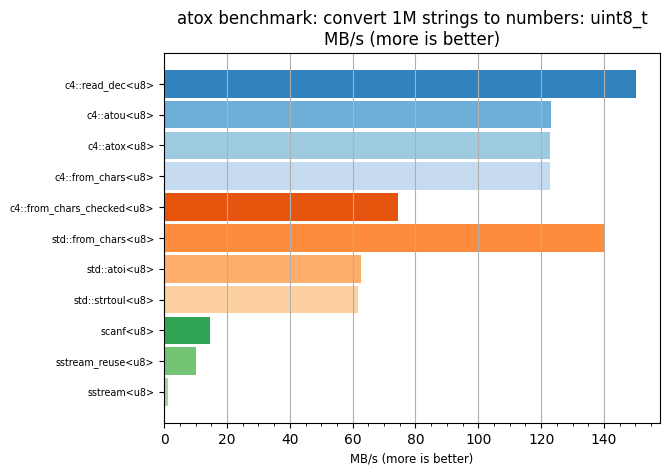 atox benchmark: convert 1M strings to numbers: uint8_t
MB/s (more is better)
c4::read_dec<u8>
c4::atou<u8>
c4::atox<u8>
c4::from_chars<u8>
c4::from_chars_checked<u8>
std::from_chars<u8>
std::atoi<u8>
std::strtoul<u8>
scanf<u8>
sstream_reuse<u8>
sstream<u8>
0 20 40 60 80 100 120 140
MB/s (more is better)